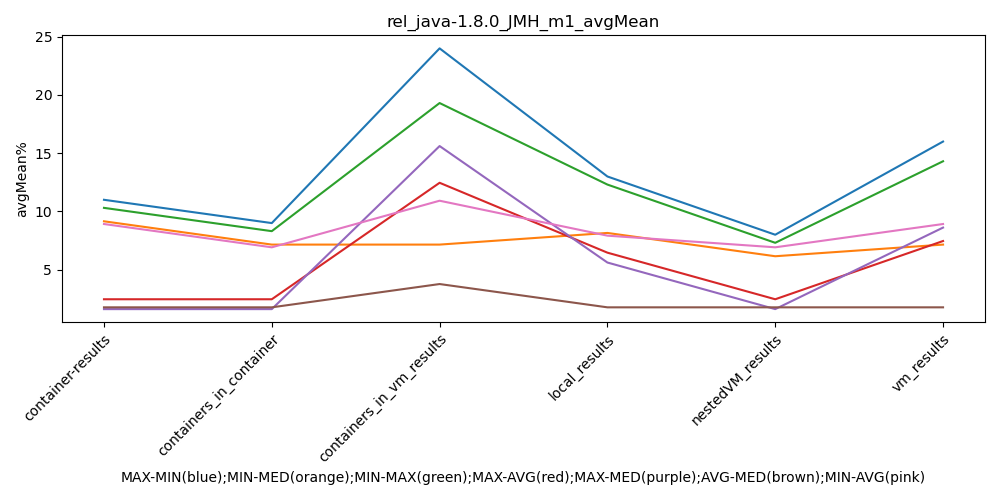 rel_java-1.8.0_JMH_m1_avgMean
avgMean%
25
20
15
10
5
container-results
containers_in_container
containers_in_vm_results
local_results
nestedVM_results
vm_results
MAX-MIN(blue);MIN-MED(orange);MIN-MAX(green);MAX-AVG(red);MAX-MED(purple);AVG-MED(brown);MIN-AVG(pink)